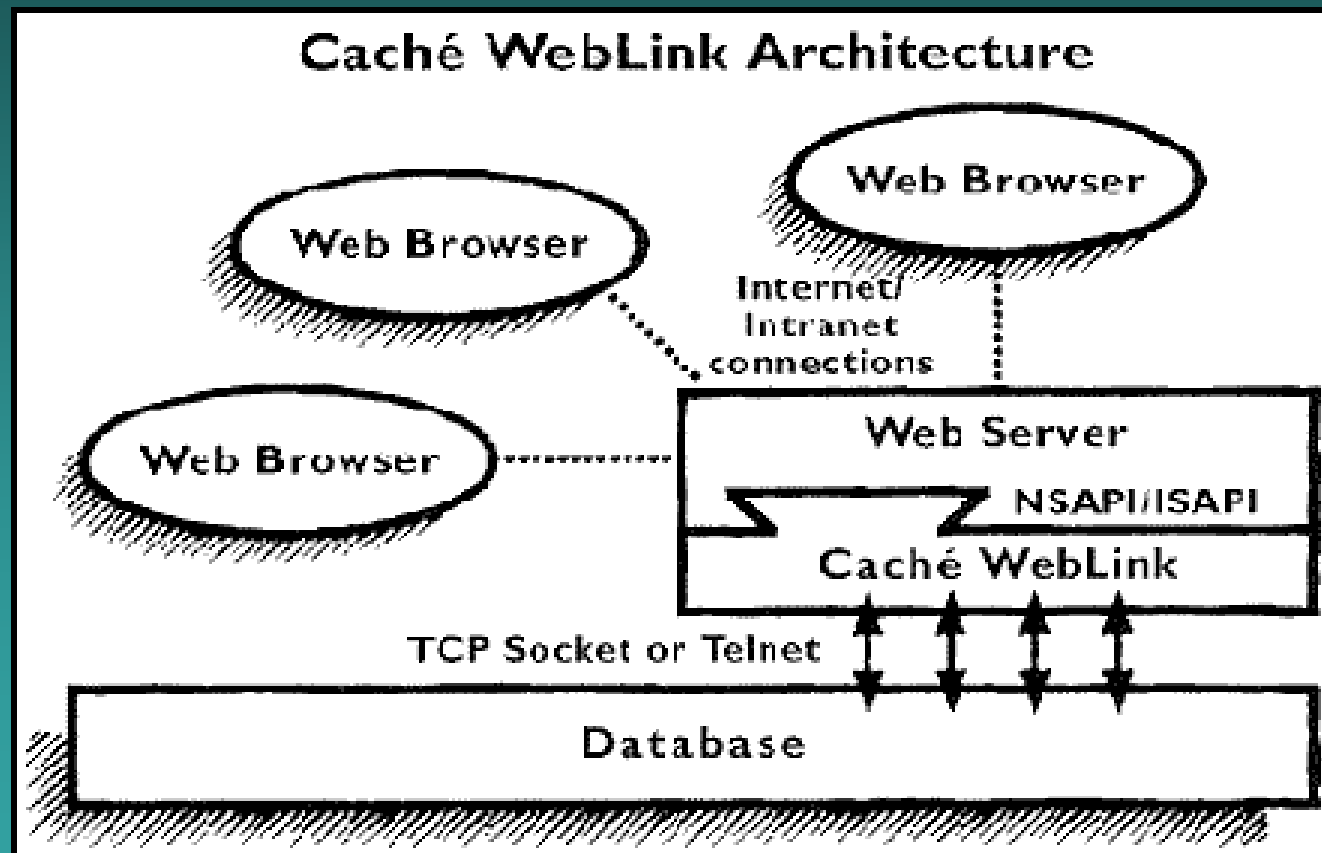 Caché WebLink Architecture
Web Browser
Web Browser
Internet/
Intranet
connections
Web Browser
Web Server
NSAPI/ISAPI
Caché WebLink
TCP Socket or Telnet
Database